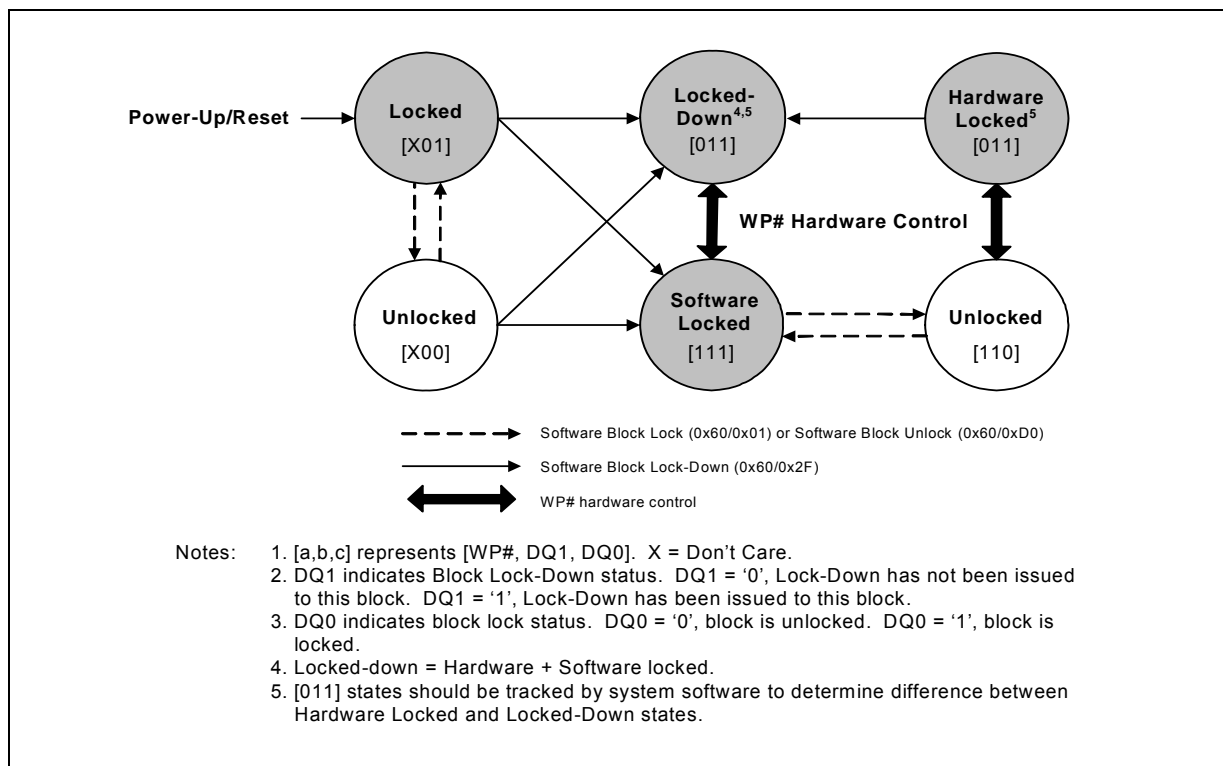 Power-Up/Reset
Locked
[X01]
Locked-
Down4,5
[011]
Hardware
Locked5
[011]
WP# Hardware Control
Unlocked
[X00]
Software
Locked
[111]
Unlocked
[110]
Software Block Lock (0x60/0x01) or Software Block Unlock (0x60/0xD0)
Software Block Lock-Down (0x60/0x2F)
WP# hardware control
Notes: 1. [a,b,c] represents [WP#, DQ1, DQ0]. X = Don't Care.
2. DQ1 indicates Block Lock-Down status. DQ1 = '0', Lock-Down has not been issued
to this block. DQ1 = '1', Lock-Down has been issued to this block.
3. DQ0 indicates block lock status. DQ0 = '0', block is unlocked. DQ0 = '1', block is
locked.
4. Locked-down = Hardware + Software locked.
5. [011] states should be tracked by system software to determine difference between
Hardware Locked and Locked-Down states.